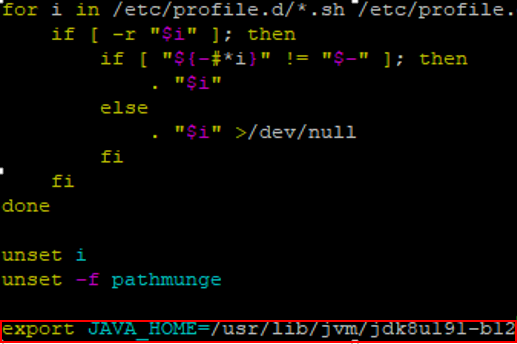 for i in /etc/profile.d/*.sh /etc/profile.
if [ -r "$i" ]; then
if [ "${-#*i}" != "$-" ]; then
. "$i"
else
. "$i" >/dev/null
fi
fi
done
unset i
unset -f pathmunge
export JAVA_HOME=/usr/lib/jvm/jdk8u191-b12